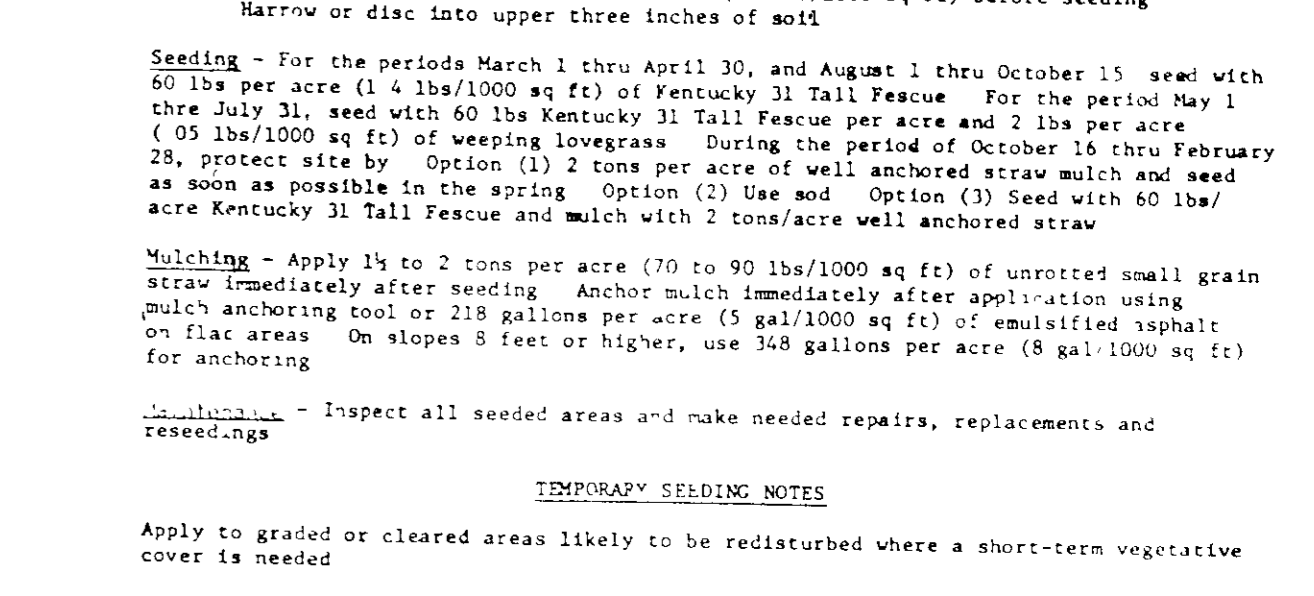 before seeding
Harrow or disc into upper three inches of soil
Seeding - For the periods March 1 thru April 30, and August 1 thru October 15 seed with
60 lbs per acre (1 4 lbs/1000 sq ft) of Kentucky 31 Tall Fescue For the period May 1
thre July 31, seed with 60 lbs Kentucky 31 Tall Fescue per acre and 2 lbs per acre
( 05 lbs/1000 sq ft) of weeping lovegrass During the period of October 16 thru February
28, protect site by Option (1) 2 tons per acre of well anchored straw mulch and seed
as soon as possible in the spring Option (2) Use sod Option (3) Seed with 60 lbs/
acre Kentucky 31 Tall Fescue and mulch with 2 tons/acre well anchored straw
Mulching - Apply 1½ to 2 tons per acre (70 to 90 lbs/1000 sq ft) of unrotted small grain
straw immediately after seeding Anchor mulch immediately after application using
mulch anchoring tool or 218 gallons per acre (5 gal/1000 sq ft) of emulsified asphalt
on flat areas On slopes 8 feet or higher, use 348 gallons per acre (8 gal/1000 sq ft)
for anchoring
Maintenance - Inspect all seeded areas and make needed repairs, replacements and
reseedings
TEMPORARY SEEDING NOTES
Apply to graded or cleared areas likely to be redisturbed where a short-term vegetative
cover is needed